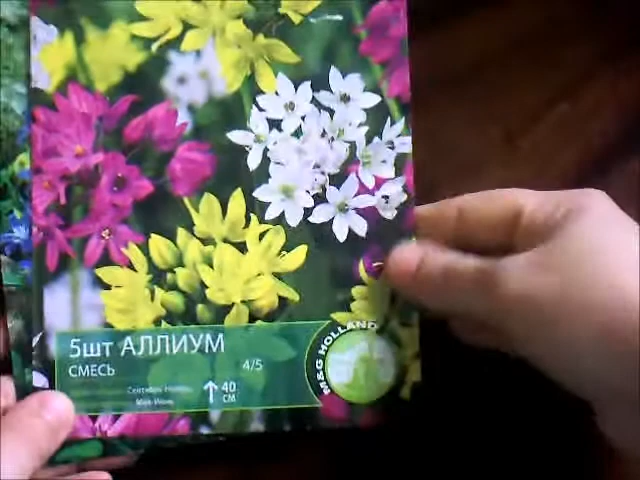 5шт АЛЛИУМ
СМЕСЬ
4/5
Сентябрь-Ноябрь
Май-Июнь
40
СМ
M&G HOLLAND